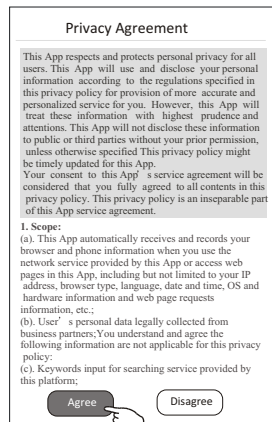 Privacy Agreement
This App respects and protects personal privacy for all
users. This App will use and disclose your personal
information according to the regulations specified in
this privacy policy for provision of more accurate and
personalized service for you. However, this App will
treat these information with highest prudence and
attentions. This App will not disclose these information
to public or third parties without your prior permission,
unless otherwise specified This privacy policy might
be timely updated for this App.
Your consent to this App's service agreement will be
considered that you fully agreed to all contents in this
privacy policy. This privacy policy is an inseparable part
of this App service agreement.
1. Scope:
(a). This App automatically receives and records your
browser and phone information when you use the
network service provided by this App or access web
pages in this App, including but not limited to your IP
address, browser type, language, date and time, OS and
hardware information and web page requests
information, etc.;
(b). User's personal data legally collected from
business partners;You understand and agree the
following information are not applicable for this privacy
policy:
(c). Keywords input for searching service provided by
this platform;
Agree Disagree